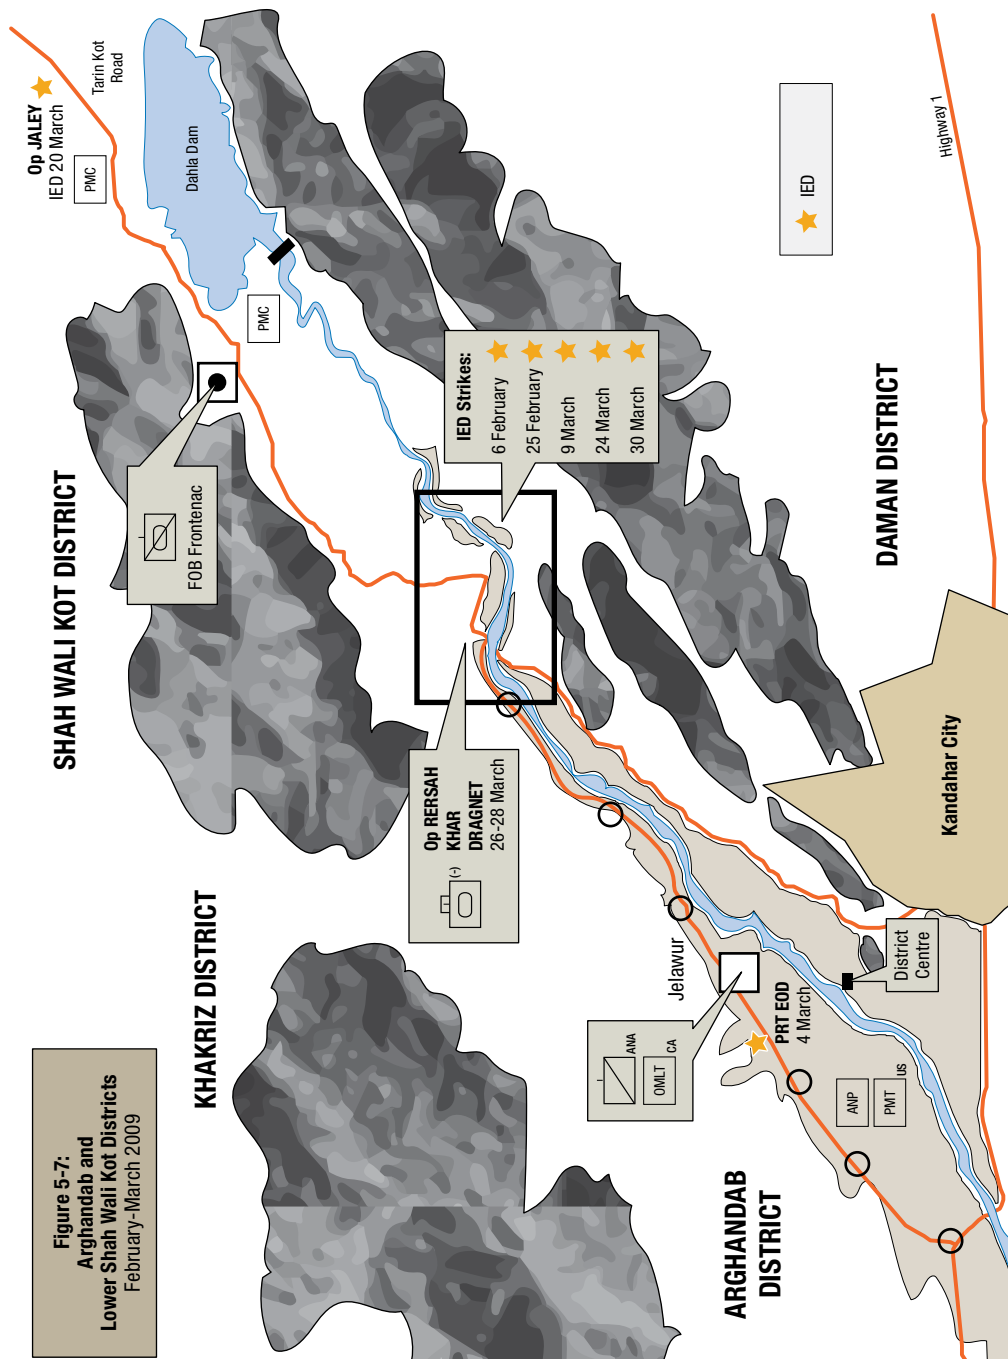 Figure 5-7:
Arghandab and
Lower Shah Wali Kot Districts
February-March 2009
SHAH WALI KOT DISTRICT
KHAKRIZ DISTRICT
ARGHANDAB
DISTRICT
DAMAN DISTRICT
Op JALEY
IED 20 March
Tarin Kot
Road
PMC
Dahla Dam
PMC
FOB Frontenac
IED Strikes:
6 February
25 February
9 March
24 March
30 March
Op RERSAH
KHAR
DRAGNET
26-28 March
(-)
Jelawur
ANA
OMLT
CA
PRT EOD
4 March
ANP
PMT
US
District
Centre
Kandahar City
Highway 1
IED